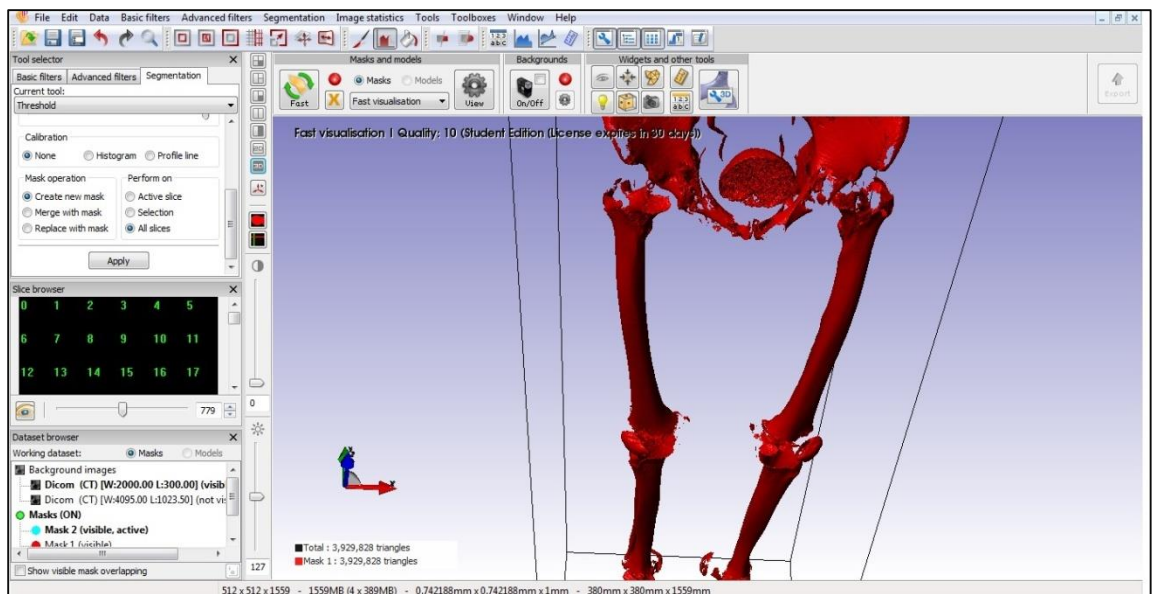 File Edit Data Basic filters Advanced filters Segmentation Image statistics Tools Toolboxes Window Help
Tool selector
Basic filters Advanced filters Segmentation
Current tool:
Threshold
Calibration
None Histogram Profile line
Mask operation Perform on
Create new mask Active slice
Merge with mask Selection
Replace with mask All slices
Apply
Slice browser
0 1 2 3 4 5
6 7 8 9 10 11
12 13 14 15 16 17
779
Dataset browser
Working dataset: Masks Models
Background images
Dicom (CT) [W:2000.00 L:300.00] (visib
Dicom (CT) [W:4095.00 L:1023.50] (not vi
Masks (ON)
Mask 2 (visible, active)
Mask 1 (visible)
Show visible mask overlapping
0
127
Masks and models Backgrounds Widgets and other tools
Masks Models
Fast Fast visualisation View On/Off 3D Export
Fast visualisation | Quality: 10 (Student Edition (License expires in 30 days))
Total : 3,929,828 triangles
Mask 1 : 3,929,828 triangles
512 x 512 x 1559 - 1559MB (4 x 389MB) - 0.742188mm x 0.742188mm x 1mm - 380mm x 380mm x 1559mm